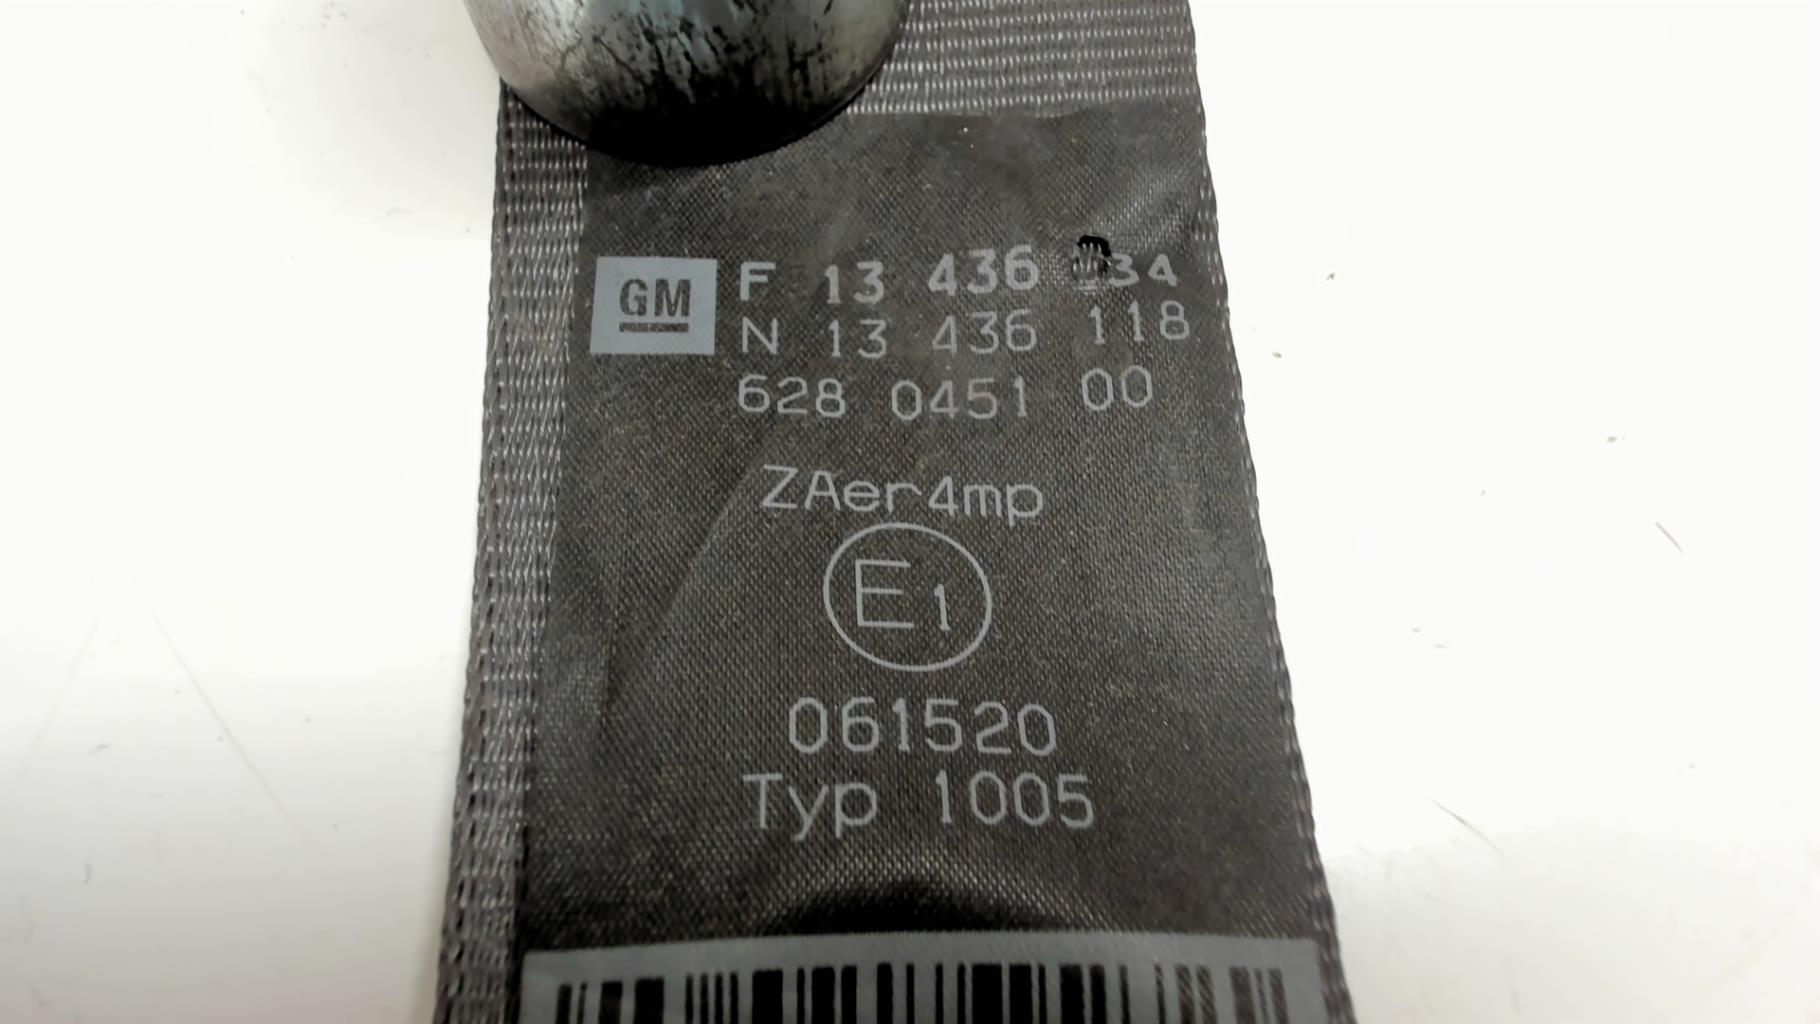 GM
F 13 436
N 13 436 118
628 0451 00
ZAer4mp
E1
061520
Typ 1005